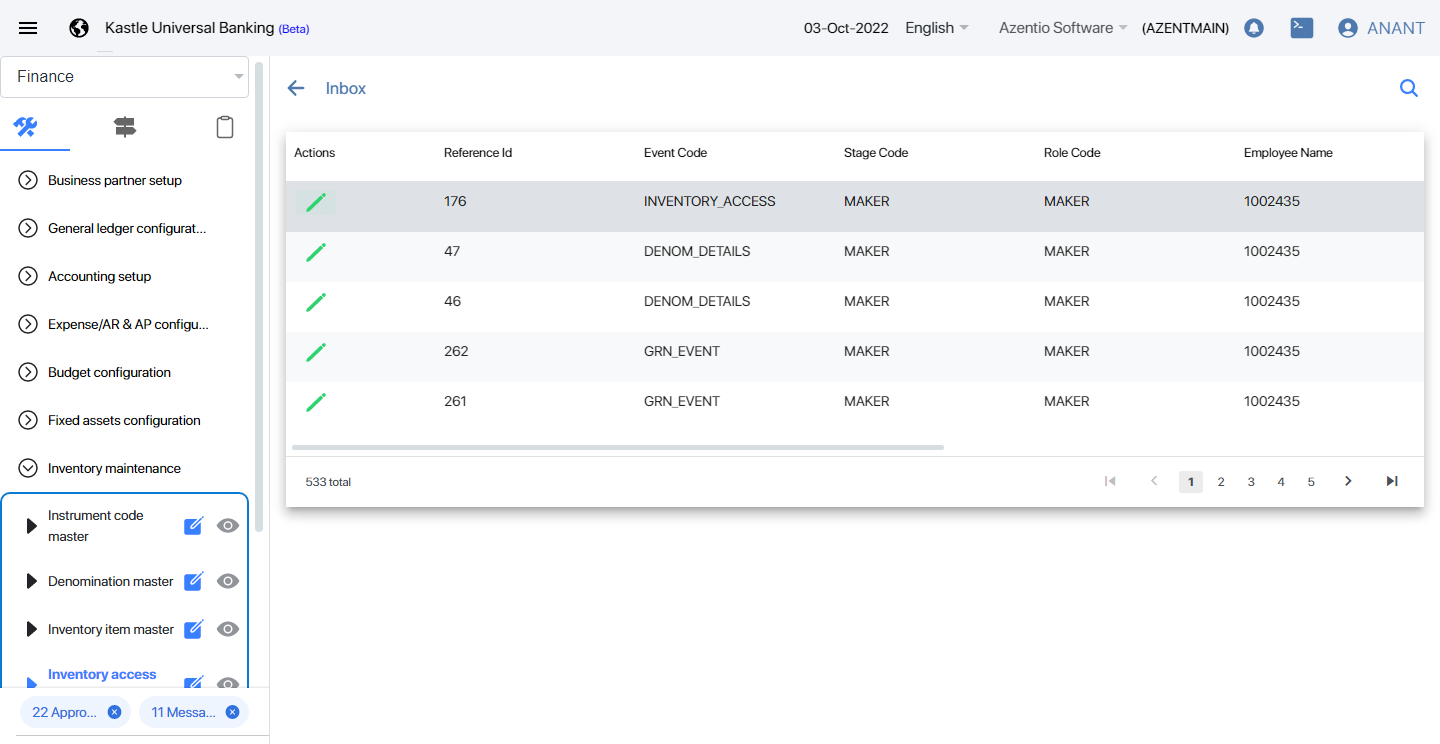 Kastle Universal Banking (Beta)
03-Oct-2022 English Azentio Software (AZENTMAIN) ANANT
Finance
Business partner setup
General ledger configurat...
Accounting setup
Expense/AR & AP configu...
Budget configuration
Fixed assets configuration
Inventory maintenance
Instrument code
master
Denomination master
Inventory item master
Inventory access
22 Appro... 11 Messa...
Inbox
Actions Reference Id Event Code Stage Code Role Code Employee Name
176 INVENTORY_ACCESS MAKER MAKER 1002435
47 DENOM_DETAILS MAKER MAKER 1002435
46 DENOM_DETAILS MAKER MAKER 1002435
262 GRN_EVENT MAKER MAKER 1002435
261 GRN_EVENT MAKER MAKER 1002435
533 total 1 2 3 4 5